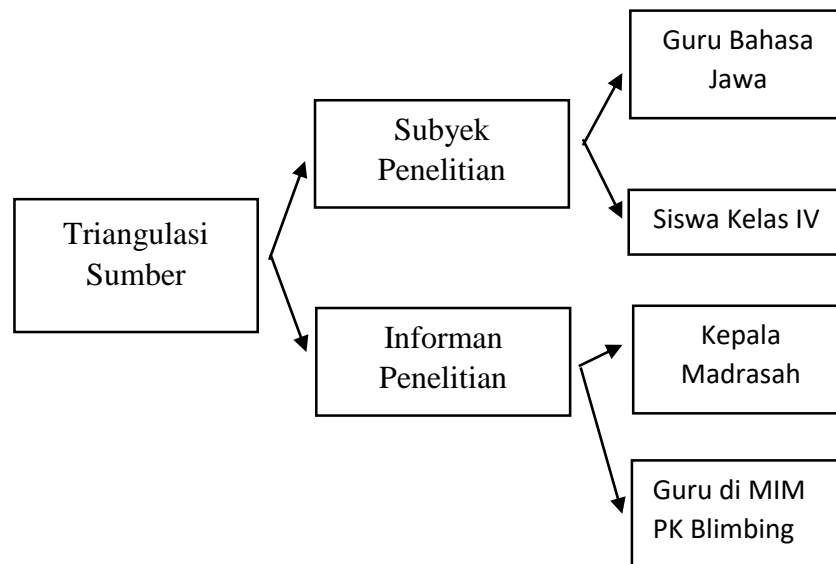 Triangulasi
Sumber
Subyek
Penelitian
Guru Bahasa
Jawa
Siswa Kelas IV
Informan
Penelitian
Kepala
Madrasah
Guru di MIM
PK Blimbing